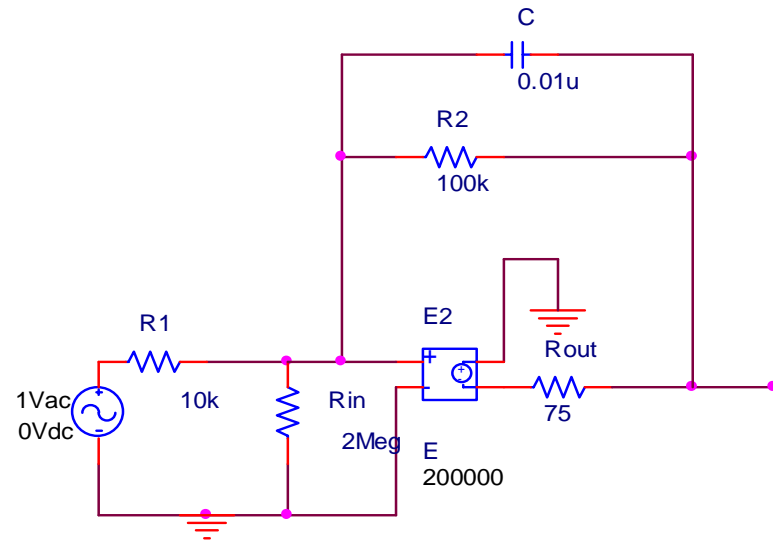 C
0.01u
R2
100k
R1
10k
E2
Rout
75
1Vac
0Vdc
Rin
2Meg
E
200000